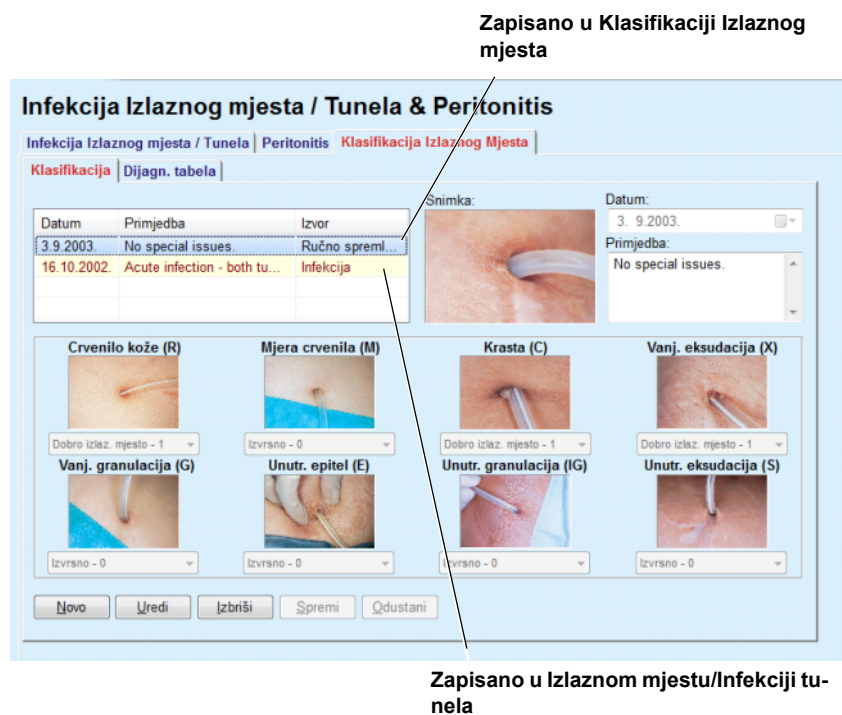 Zapisano u Klasifikaciji Izlaznog
mjesta
Infekcija Izlaznog mjesta / Tunela & Peritonitis
Infekcija Izlaznog mjesta / Tunela Peritonitis Klasifikacija Izlaznog Mjesta
Klasifikacija Dijagn. tabela
Snimka: Datum:
Datum Primjedba Izvor 3. 9.2003.
3.9.2003. No special issues. Ručno spreml... Primjedba:
16.10.2002. Acute infection - both tu... Infekcija No special issues.
Crvenilo kože (R) Mjera crvenila (M) Krasta (C) Vanj. eksudacija (X)
Dobro izlaz. mjesto - 1 Izvrsno - 0 Dobro izlaz. mjesto - 1 Dobro izlaz. mjesto - 1
Vanj. granulacija (G) Unutr. epitel (E) Unutr. granulacija (IG) Unutr. eksudacija (S)
Izvrsno - 0 Izvrsno - 0 Izvrsno - 0 Izvrsno - 0
Novo Uredi Izbriši Spremi Odustani
Zapisano u Izlaznom mjestu/Infekciji tu-
nela